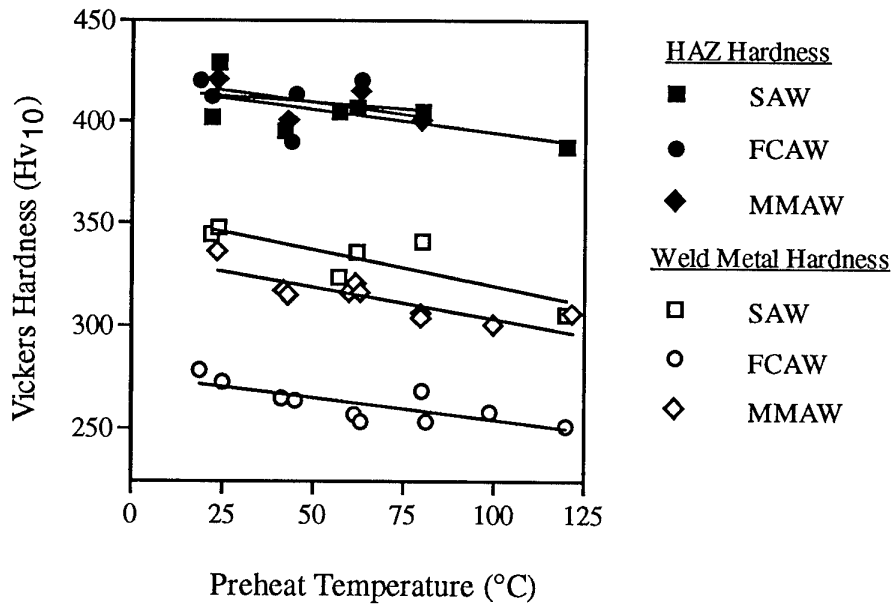 Vickers Hardness (Hv10)
450
400
350
300
250
0
25
50
75
100
125
Preheat Temperature (°C)
HAZ Hardness
SAW
FCAW
MMAW
Weld Metal Hardness
SAW
FCAW
MMAW